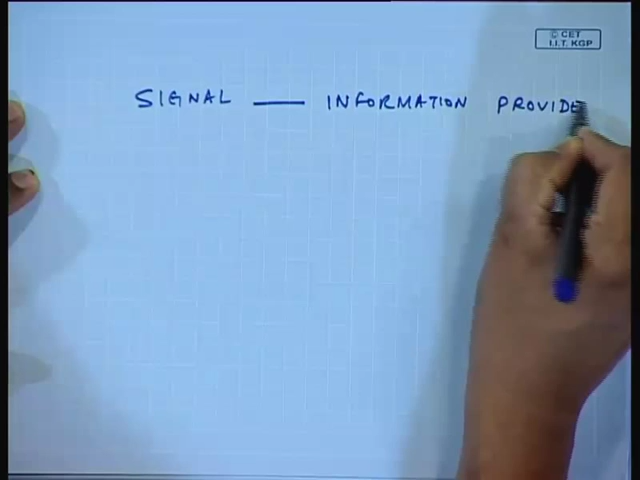 © CET
I.I.T. KGP
SIGNAL — INFORMATION PROVIDE